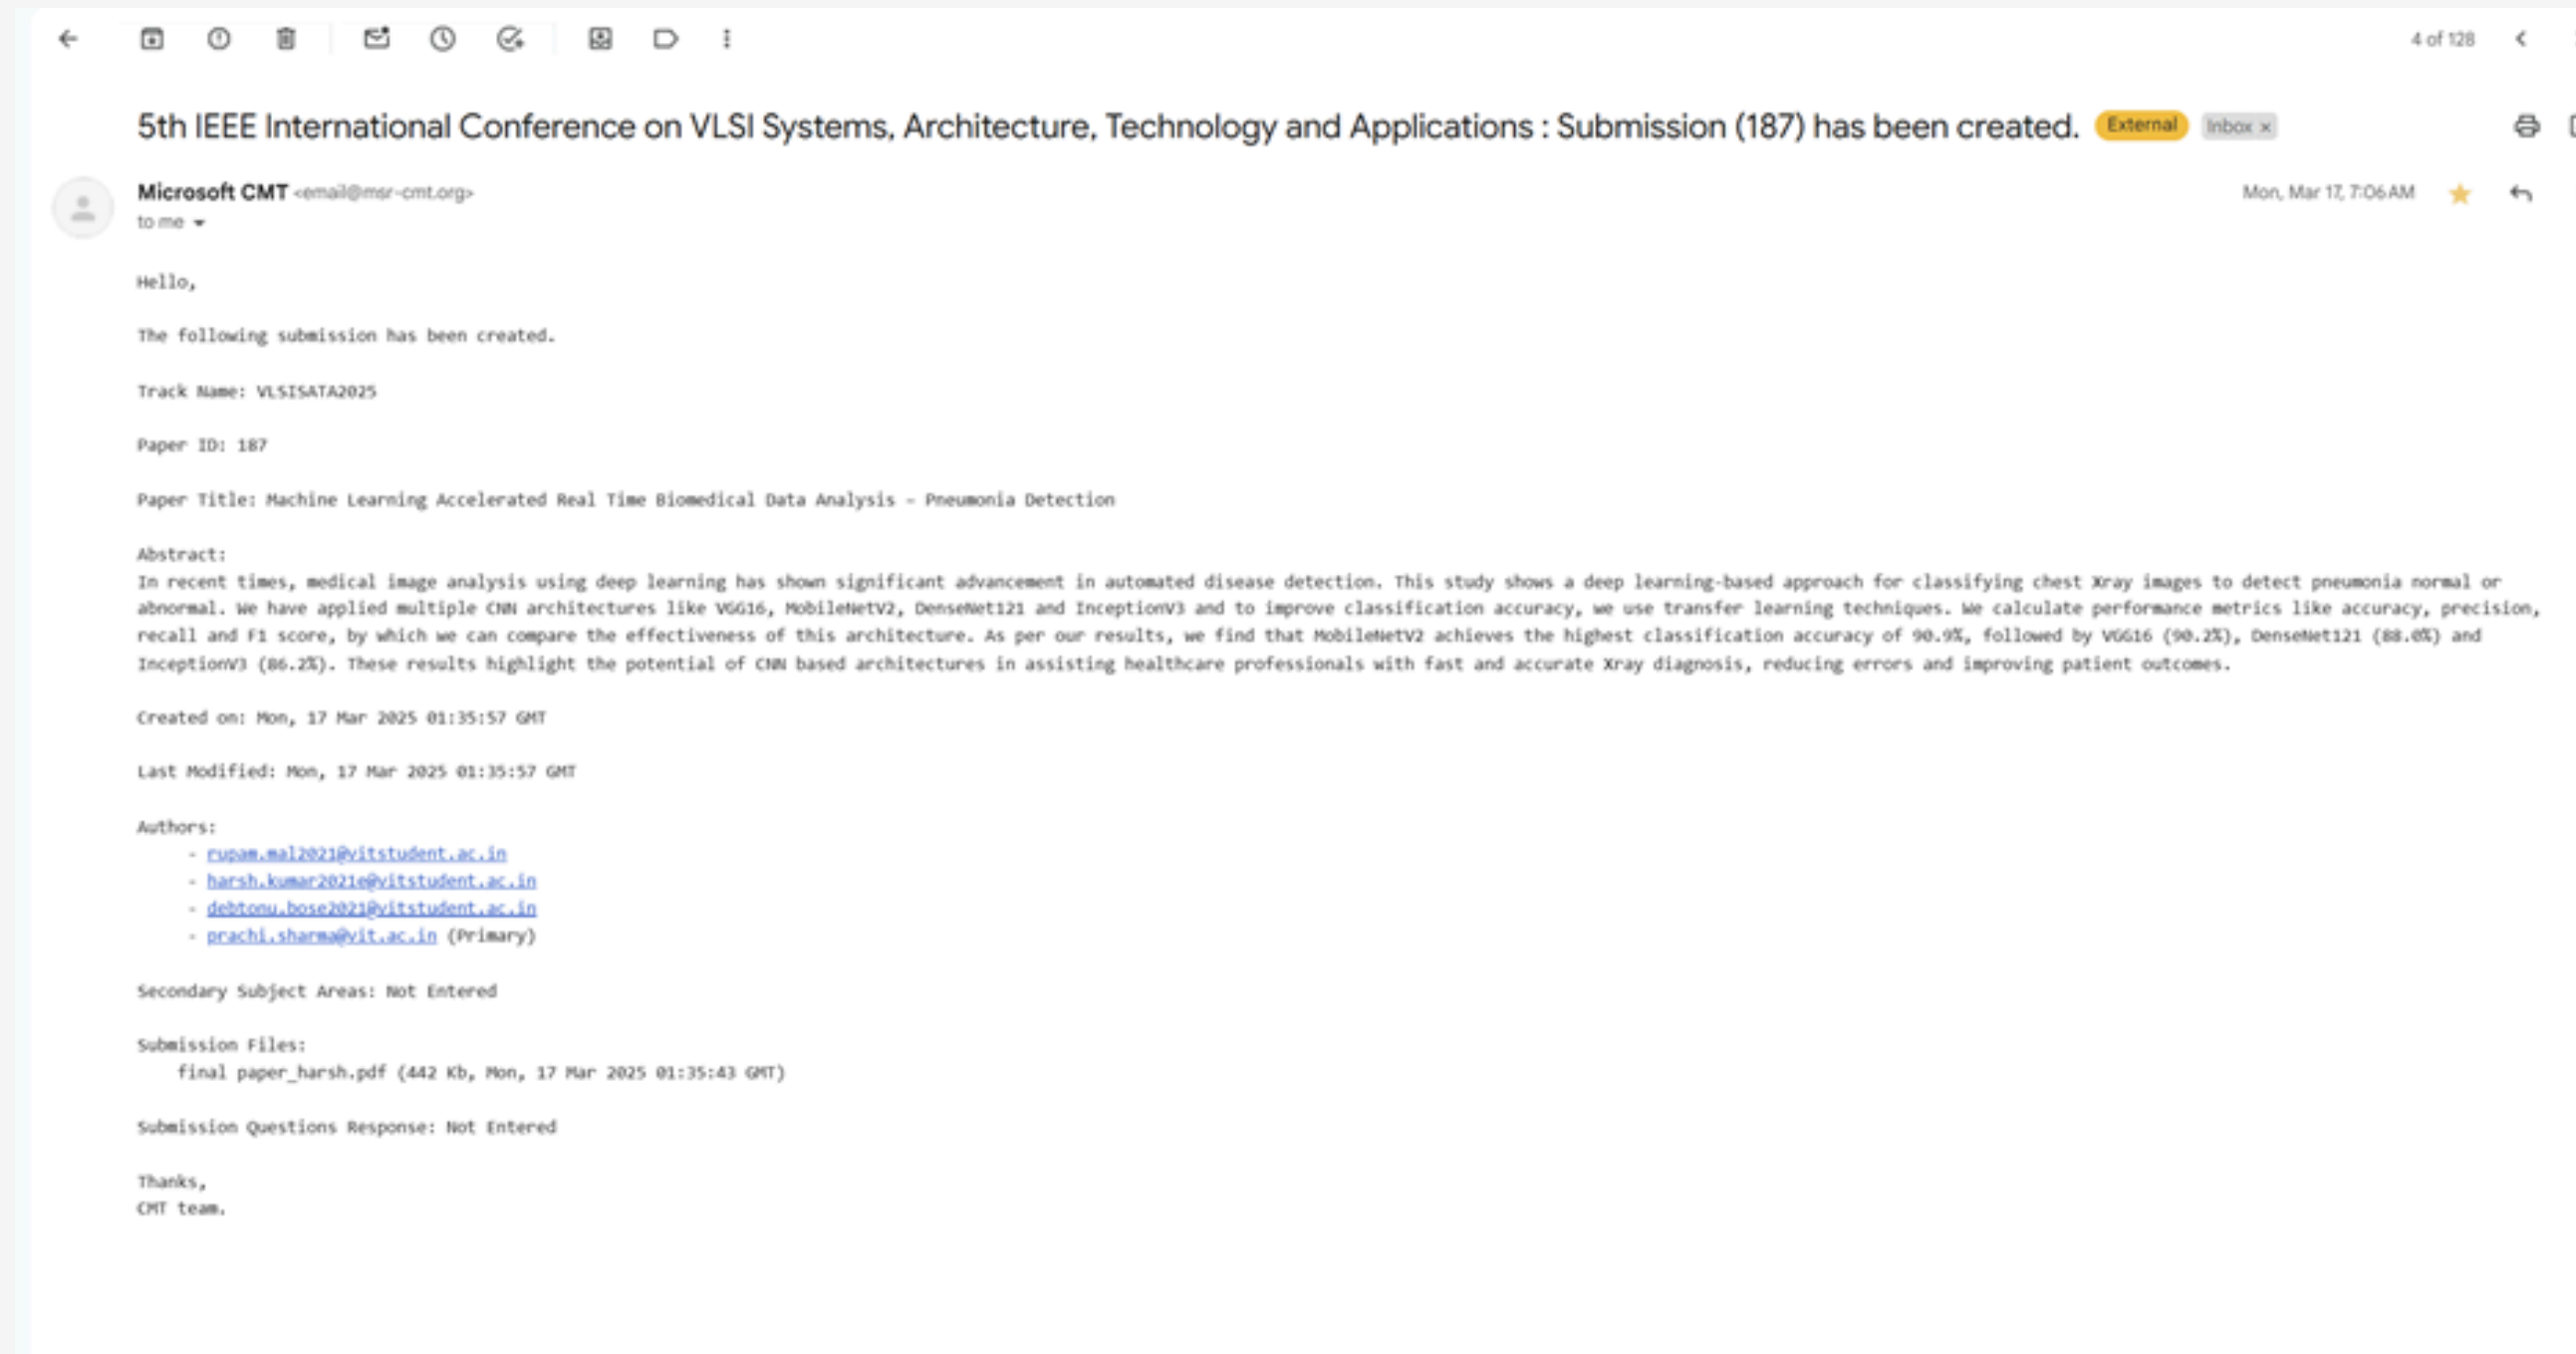 4 of 128
5th IEEE International Conference on VLSI Systems, Architecture, Technology and Applications : Submission (187) has been created. External Inbox ×
Microsoft CMT <email@msr-cmt.org>
Mon, Mar 17, 7:06 AM
to me
Hello,
The following submission has been created.
Track Name: VLSISATA2025
Paper ID: 187
Paper Title: Machine Learning Accelerated Real Time Biomedical Data Analysis – Pneumonia Detection
Abstract:
In recent times, medical image analysis using deep learning has shown significant advancement in automated disease detection. This study shows a deep learning-based approach for classifying chest Xray images to detect pneumonia normal or
abnormal. We have applied multiple CNN architectures like VGG16, MobileNetV2, DenseNet121 and InceptionV3 and to improve classification accuracy, we use transfer learning techniques. We calculate performance metrics like accuracy, precision,
recall and F1 score, by which we can compare the effectiveness of this architecture. As per our results, we find that MobileNetV2 achieves the highest classification accuracy of 90.9%, followed by VGG16 (90.2%), DenseNet121 (88.0%) and
InceptionV3 (86.2%). These results highlight the potential of CNN based architectures in assisting healthcare professionals with fast and accurate Xray diagnosis, reducing errors and improving patient outcomes.
Created on: Mon, 17 Mar 2025 01:35:57 GMT
Last Modified: Mon, 17 Mar 2025 01:35:57 GMT
Authors:
- rupam.mal2021@vitstudent.ac.in
- harsh.kumar2021e@vitstudent.ac.in
- debtonu.bose2021@vitstudent.ac.in
- prachi.sharma@vit.ac.in (Primary)
Secondary Subject Areas: Not Entered
Submission Files:
final paper_harsh.pdf (442 Kb, Mon, 17 Mar 2025 01:35:43 GMT)
Submission Questions Response: Not Entered
Thanks,
CMT team.